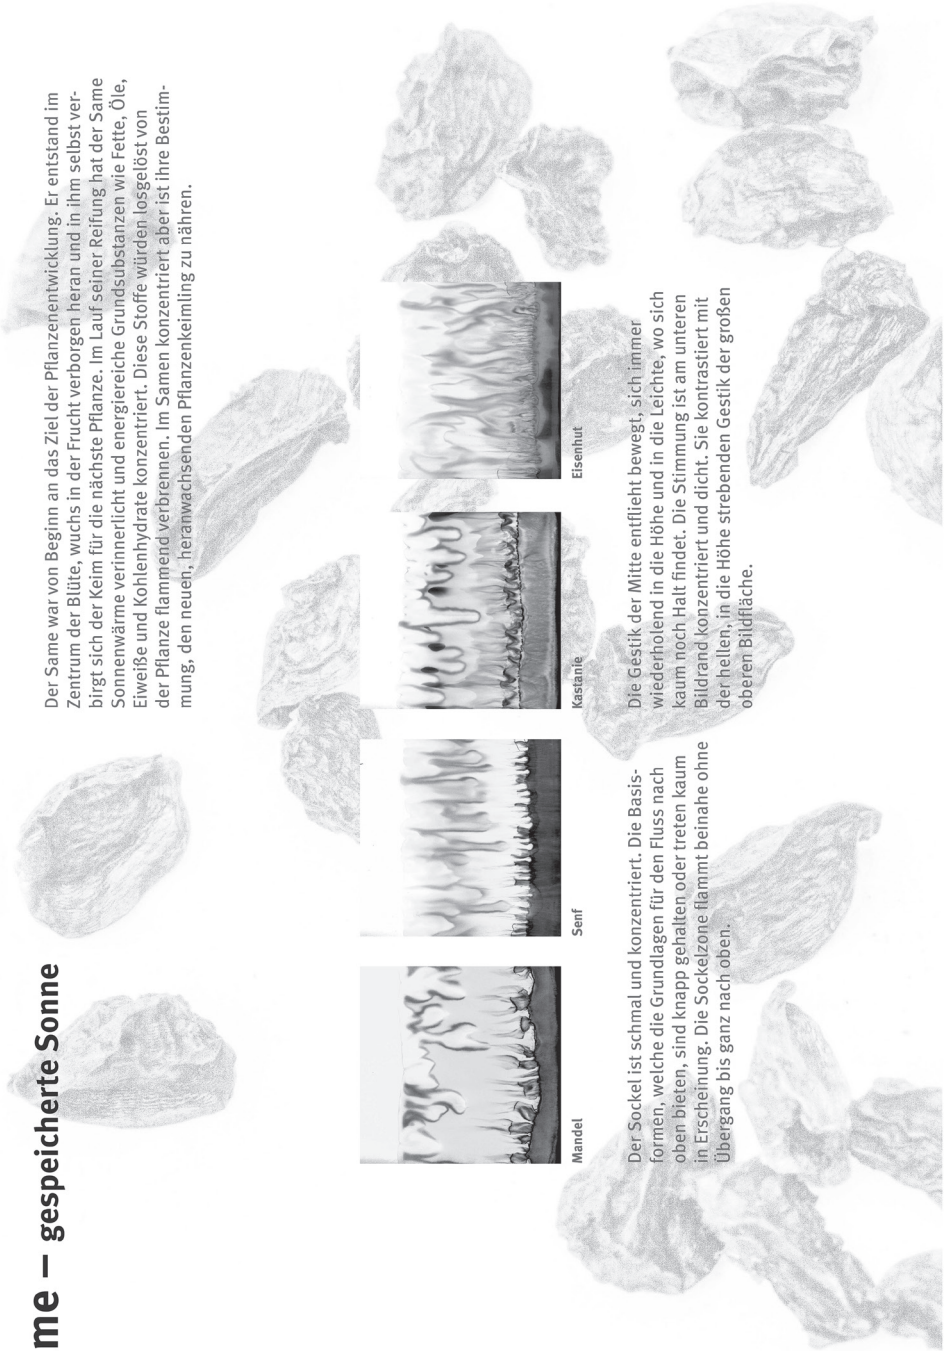 me – gespeicherte Sonne
Der Same war von Beginn an das Ziel der Pflanzenentwicklung. Er entstand im
Zentrum der Blüte, wuchs in der Frucht verborgen heran und in ihm selbst ver-
birgt sich der Keim für die nächste Pflanze. Im Lauf seiner Reifung hat der Same
Sonnenwärme verinnerlicht und energiereiche Grundsubstanzen wie Fette, Öle,
Eiweiße und Kohlenhydrate konzentriert. Diese Stoffe würden losgelöst von
der Pflanze flammend verbrennen. Im Samen konzentriert aber ist ihre Bestim-
mung, den neuen, heranwachsenden Pflanzenkeimling zu nähren.
Mandel
Senf
Kastanie
Eisenhut
Der Sockel ist schmal und konzentriert. Die Basis-
formen, welche die Grundlagen für den Fluss nach
oben bieten, sind knapp gehalten oder treten kaum
in Erscheinung. Die Sockelzone flammt beinahe ohne
Übergang bis ganz nach oben.
Die Gestik der Mitte entflieht bewegt, sich immer
wiederholend in die Höhe und in die Leichte, wo sich
kaum noch Halt findet. Die Stimmung ist am unteren
Bildrand konzentriert und dicht. Sie kontrastiert mit
der hellen, in die Höhe strebenden Gestik der großen
oberen Bildfläche.